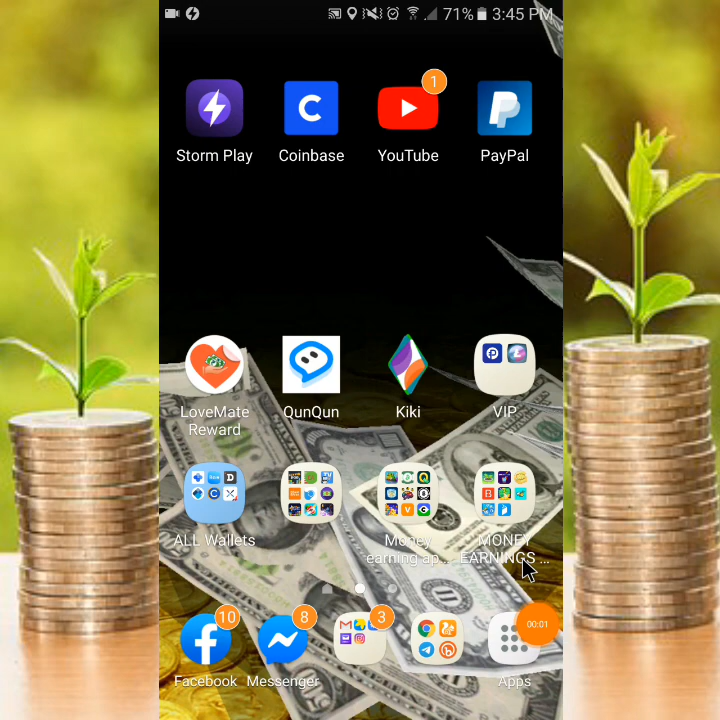 71% 3:45 PM
1
Storm Play Coinbase YouTube PayPal
LoveMate Reward QunQun Kiki VIP
ALL Wallets Money earning ap... MONEY EARNINGS ...
10 8 3
00:01
Facebook Messenger Apps